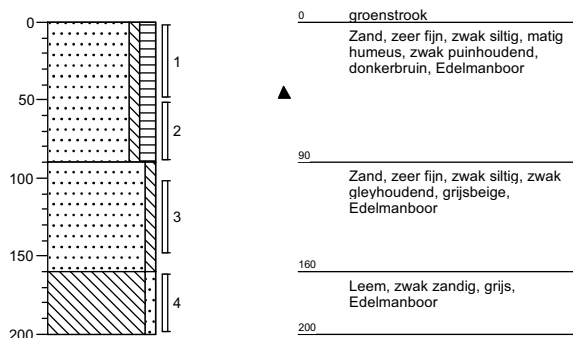 0
50
100
150
200
1
2
3
4
0
groenstrook
Zand, zeer fijn, zwak siltig, matig
humeus, zwak puinhoudend,
donkerbruin, Edelmanboor
90
Zand, zeer fijn, zwak siltig, zwak
gleyhoudend, grijsbeige,
Edelmanboor
160
Leem, zwak zandig, grijs,
Edelmanboor
200